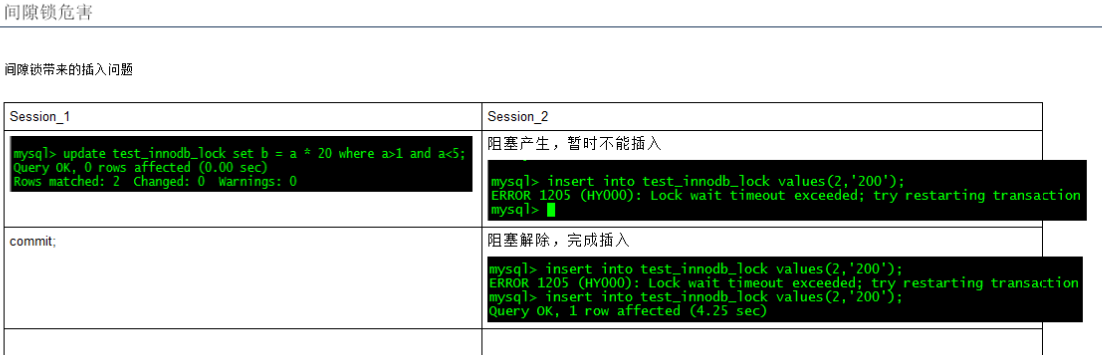 间隙锁危害
间隙锁带来的插入问题
Session_1
Session_2
mysql> update test_innodb_lock set b = a * 20 where a>1 and a<5;
Query OK, 0 rows affected (0.00 sec)
Rows matched: 2  Changed: 0  Warnings: 0
阻塞产生，暂时不能插入
mysql> insert into test_innodb_lock values(2,'200');
ERROR 1205 (HY000): Lock wait timeout exceeded; try restarting transaction
mysql>
commit;
阻塞解除，完成插入
mysql> insert into test_innodb_lock values(2,'200');
ERROR 1205 (HY000): Lock wait timeout exceeded; try restarting transaction
mysql> insert into test_innodb_lock values(2,'200');
Query OK, 1 row affected (4.25 sec)